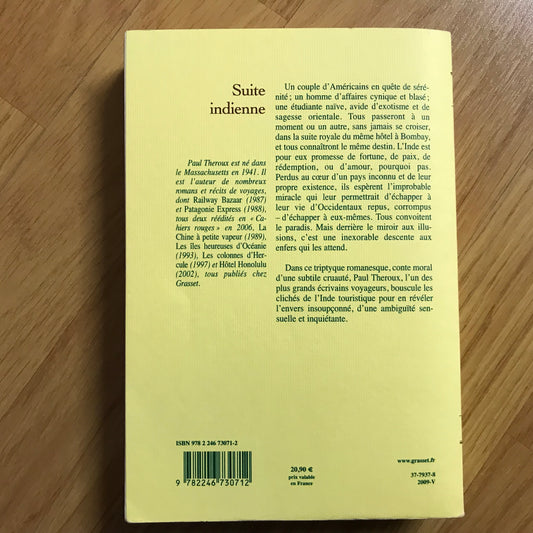 Suite
indienne
Paul Theroux est né dans
le Massachusetts en 1941. Il
est l'auteur de nombreux
romans et récits de voyages,
dont Railway Bazaar (1987)
et Patagonie Express (1988),
tous deux réédités en « Ca-
hiers rouges » en 2006, La
Chine à petite vapeur (1989),
Les îles heureuses d'Océanie
(1993), Les colonnes d'Her-
cule (1997) et Hôtel Honolulu
(2002), tous publiés chez
Grasset.
Un couple d'Américains en quête de séré-
nité ; un homme d'affaires cynique et blasé ;
une étudiante naïve, avide d'exotisme et de
sagesse orientale. Tous passeront à un
moment ou un autre, sans jamais se croiser,
dans la suite royale du même hôtel à Bombay,
et tous connaîtront le même destin. L'Inde est
pour eux promesse de fortune, de paix, de
rédemption, ou d'amour, pourquoi pas.
Perdus au cœur d'un pays inconnu et de leur
propre existence, ils espèrent l'improbable
miracle qui leur permettrait d'échapper à
leur vie d'Occidentaux repus, corrompus
– d'échapper à eux-mêmes. Tous convoitent
le paradis. Mais derrière le miroir aux illu-
sions, c'est une inexorable descente aux
enfers qui les attend.
Dans ce triptyque romanesque, conte moral
d'une subtile cruauté, Paul Theroux, l'un des
plus grands écrivains voyageurs, bouscule les
clichés de l'Inde touristique pour en révéler
l'envers insoupçonné, d'une ambiguïté sen-
suelle et inquiétante.
ISBN 978 2 246 73071-2
9 782246 730712
20,90 €
prix valable
en France
www.grasset.fr
37-7937-8
2009-V